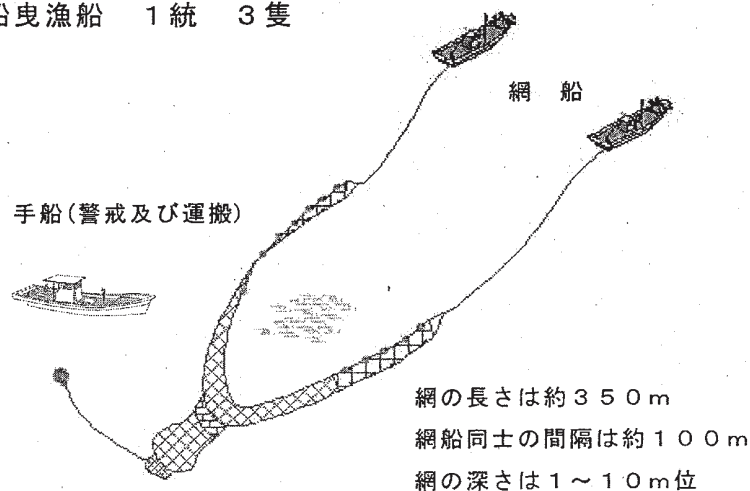 船曳漁船　１統　３隻
網　船
手船(警戒及び運搬)
網の長さは約３５０ｍ
網船同士の間隔は約１００ｍ
網の深さは１～１０ｍ位